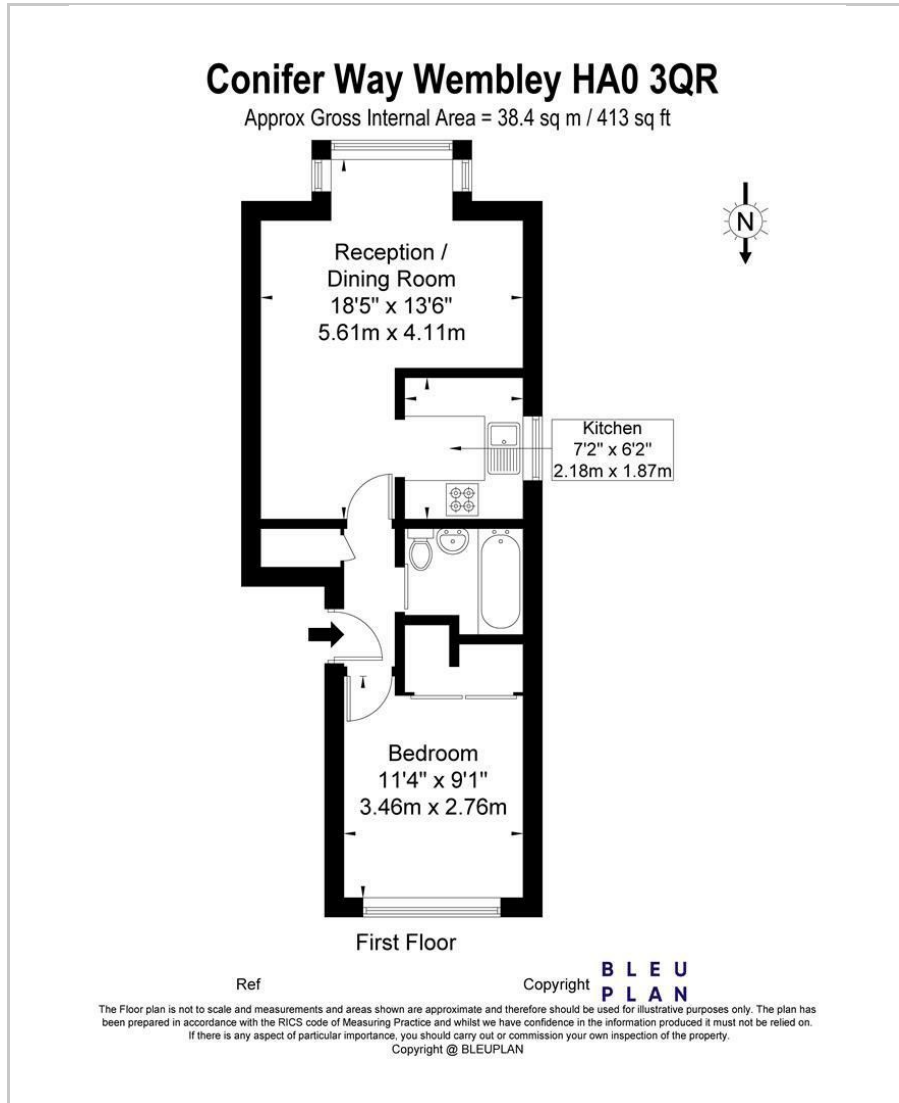 Conifer Way Wembley HA0 3QR
Approx Gross Internal Area = 38.4 sq m / 413 sq ft
N
Reception /
Dining Room
18'5" x 13'6"
5.61m x 4.11m
Kitchen
7'2" x 6'2"
2.18m x 1.87m
Bedroom
11'4" x 9'1"
3.46m x 2.76m
First Floor
Ref
Copyright
BLEU
PLAN
The Floor plan is not to scale and measurements and areas shown are approximate and therefore should be used for illustrative purposes only. The plan has
been prepared in accordance with the RICS code of Measuring Practice and whilst we have confidence in the information produced it must not be relied on.
If there is any aspect of particular importance, you should carry out or commission your own inspection of the property.
Copyright @ BLEUPLAN